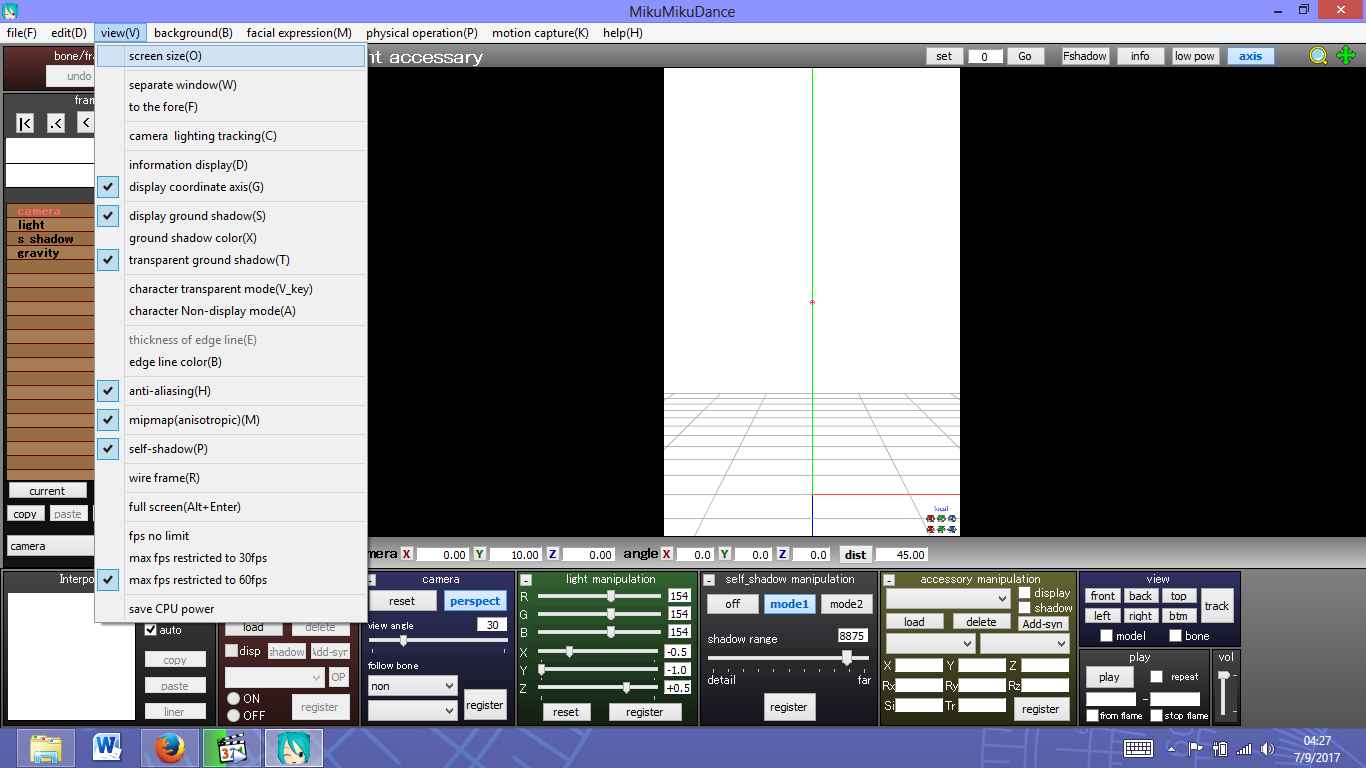 MikuMikuDance
file(F) edit(D) view(V) background(B) facial expression(M) physical operation(P) motion capture(K) help(H)
bone/fra
undo
nt accessary
set 0 Go Fshadow info low pow axis
screen size(O)
separate window(W)
to the fore(F)
camera lighting tracking(C)
information display(D)
display coordinate axis(G)
display ground shadow(S)
ground shadow color(X)
transparent ground shadow(T)
character transparent mode(V_key)
character Non-display mode(A)
thickness of edge line(E)
edge line color(B)
anti-aliasing(H)
mipmap(anisotropic)(M)
self-shadow(P)
wire frame(R)
full screen(Alt+Enter)
fps no limit
max fps restricted to 30fps
max fps restricted to 60fps
save CPU power
fram
|< .< <
camera
light
s shadow
gravity
current
copy paste
camera
local
mera X 0.00 Y 10.00 Z 0.00 angle X 0.0 Y 0.0 Z 0.0 dist 45.00
Interpo
auto
copy
paste
liner
load delete
disp shadow Add-syn
OP
ON
OFF
register
- camera
reset perspect
view angle 30
follow bone
non
register
- light manipulation
R 154
G 154
B 154
X -0.5
Y -1.0
Z +0.5
reset register
- self_shadow manipulation
off mode1 mode2
shadow range 8875
detail far
register
- accessory manipulation
display
shadow
load delete Add-syn
X Y Z
Rx Ry Rz
Si Tr register
view
front back top
left right btm
track
model bone
play
play repeat
-
from flame stop flame
vol
W
04:27
7/9/2017